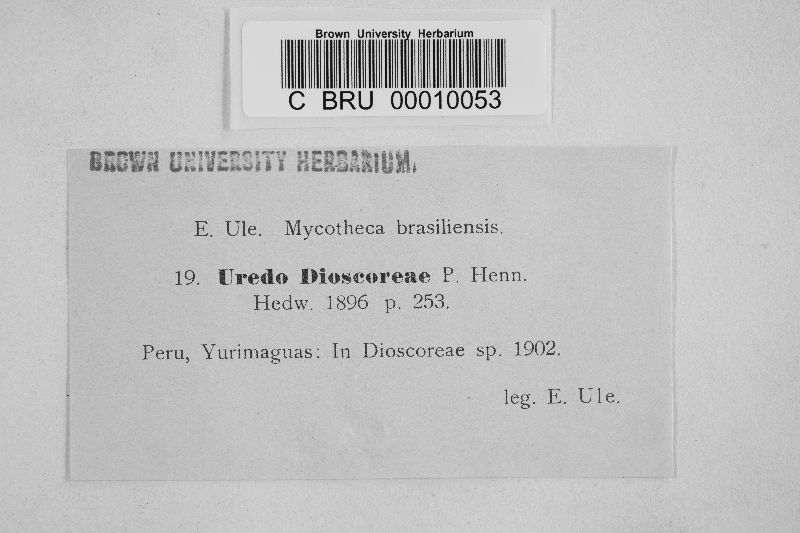 Brown University Herbarium
C BRU 00010053
BROWN UNIVERSITY HERBARIUM.
E. Ule. Mycotheca brasiliensis.
19. Uredo Dioscoreae P. Henn.
Hedw. 1896 p. 253.
Peru, Yurimaguas: In Dioscoreae sp. 1902.
leg. E. Ule.